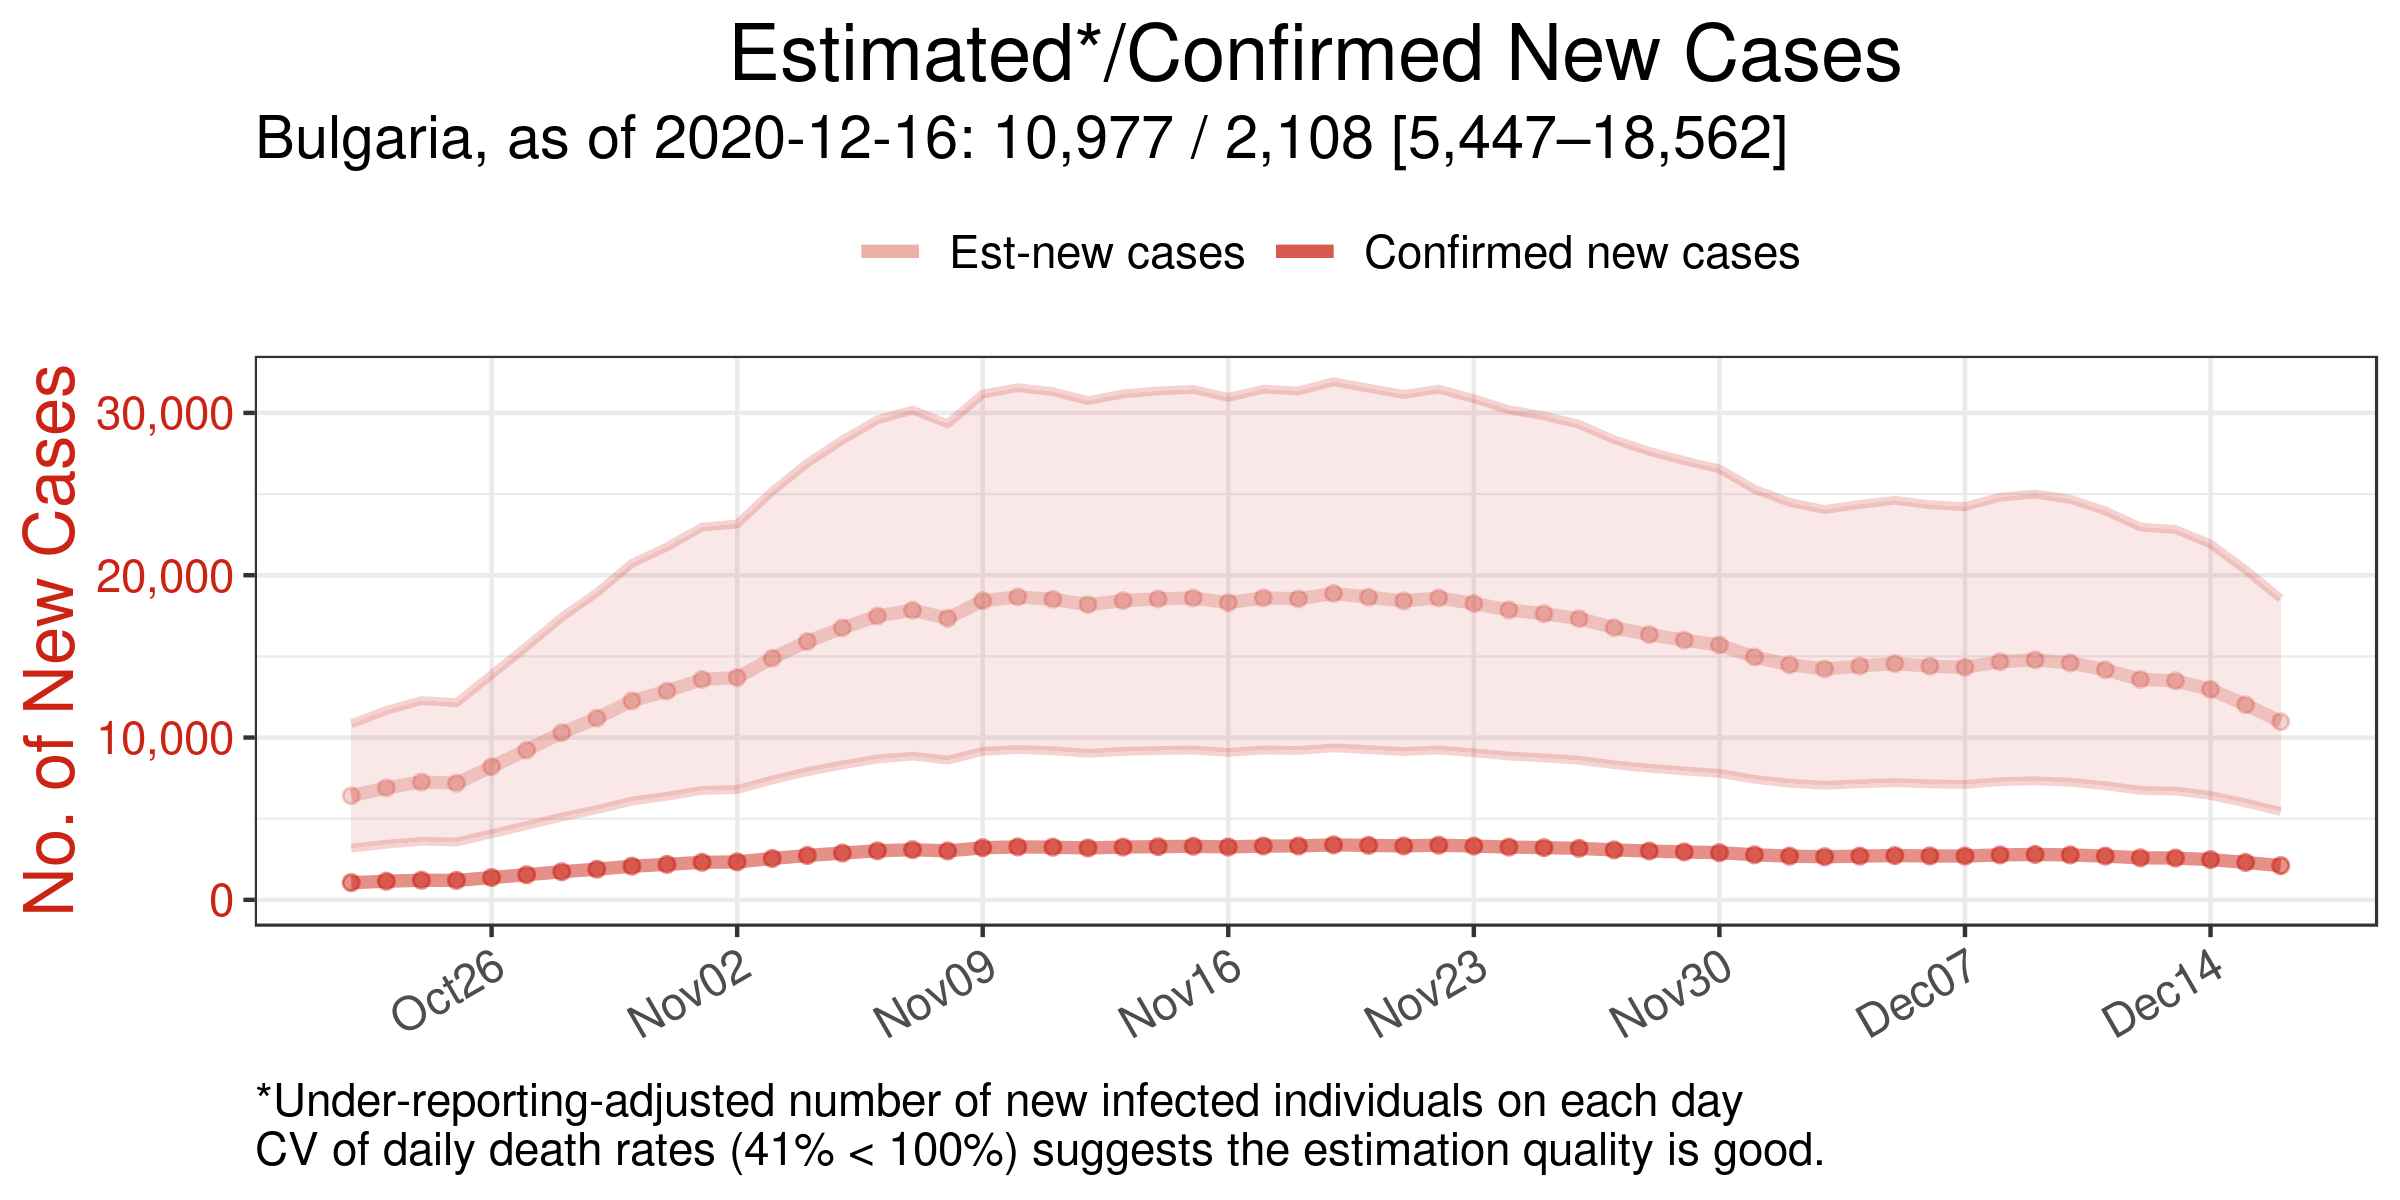 Estimated*/Confirmed New Cases
Bulgaria, as of 2020-12-16: 10,977 / 2,108 [5,447–18,562]
Est-new cases Confirmed new cases
No. of New Cases
30,000
20,000
10,000
0
Oct26 Nov02 Nov09 Nov16 Nov23 Nov30 Dec07 Dec14
*Under-reporting-adjusted number of new infected individuals on each day
CV of daily death rates (41% < 100%) suggests the estimation quality is good.